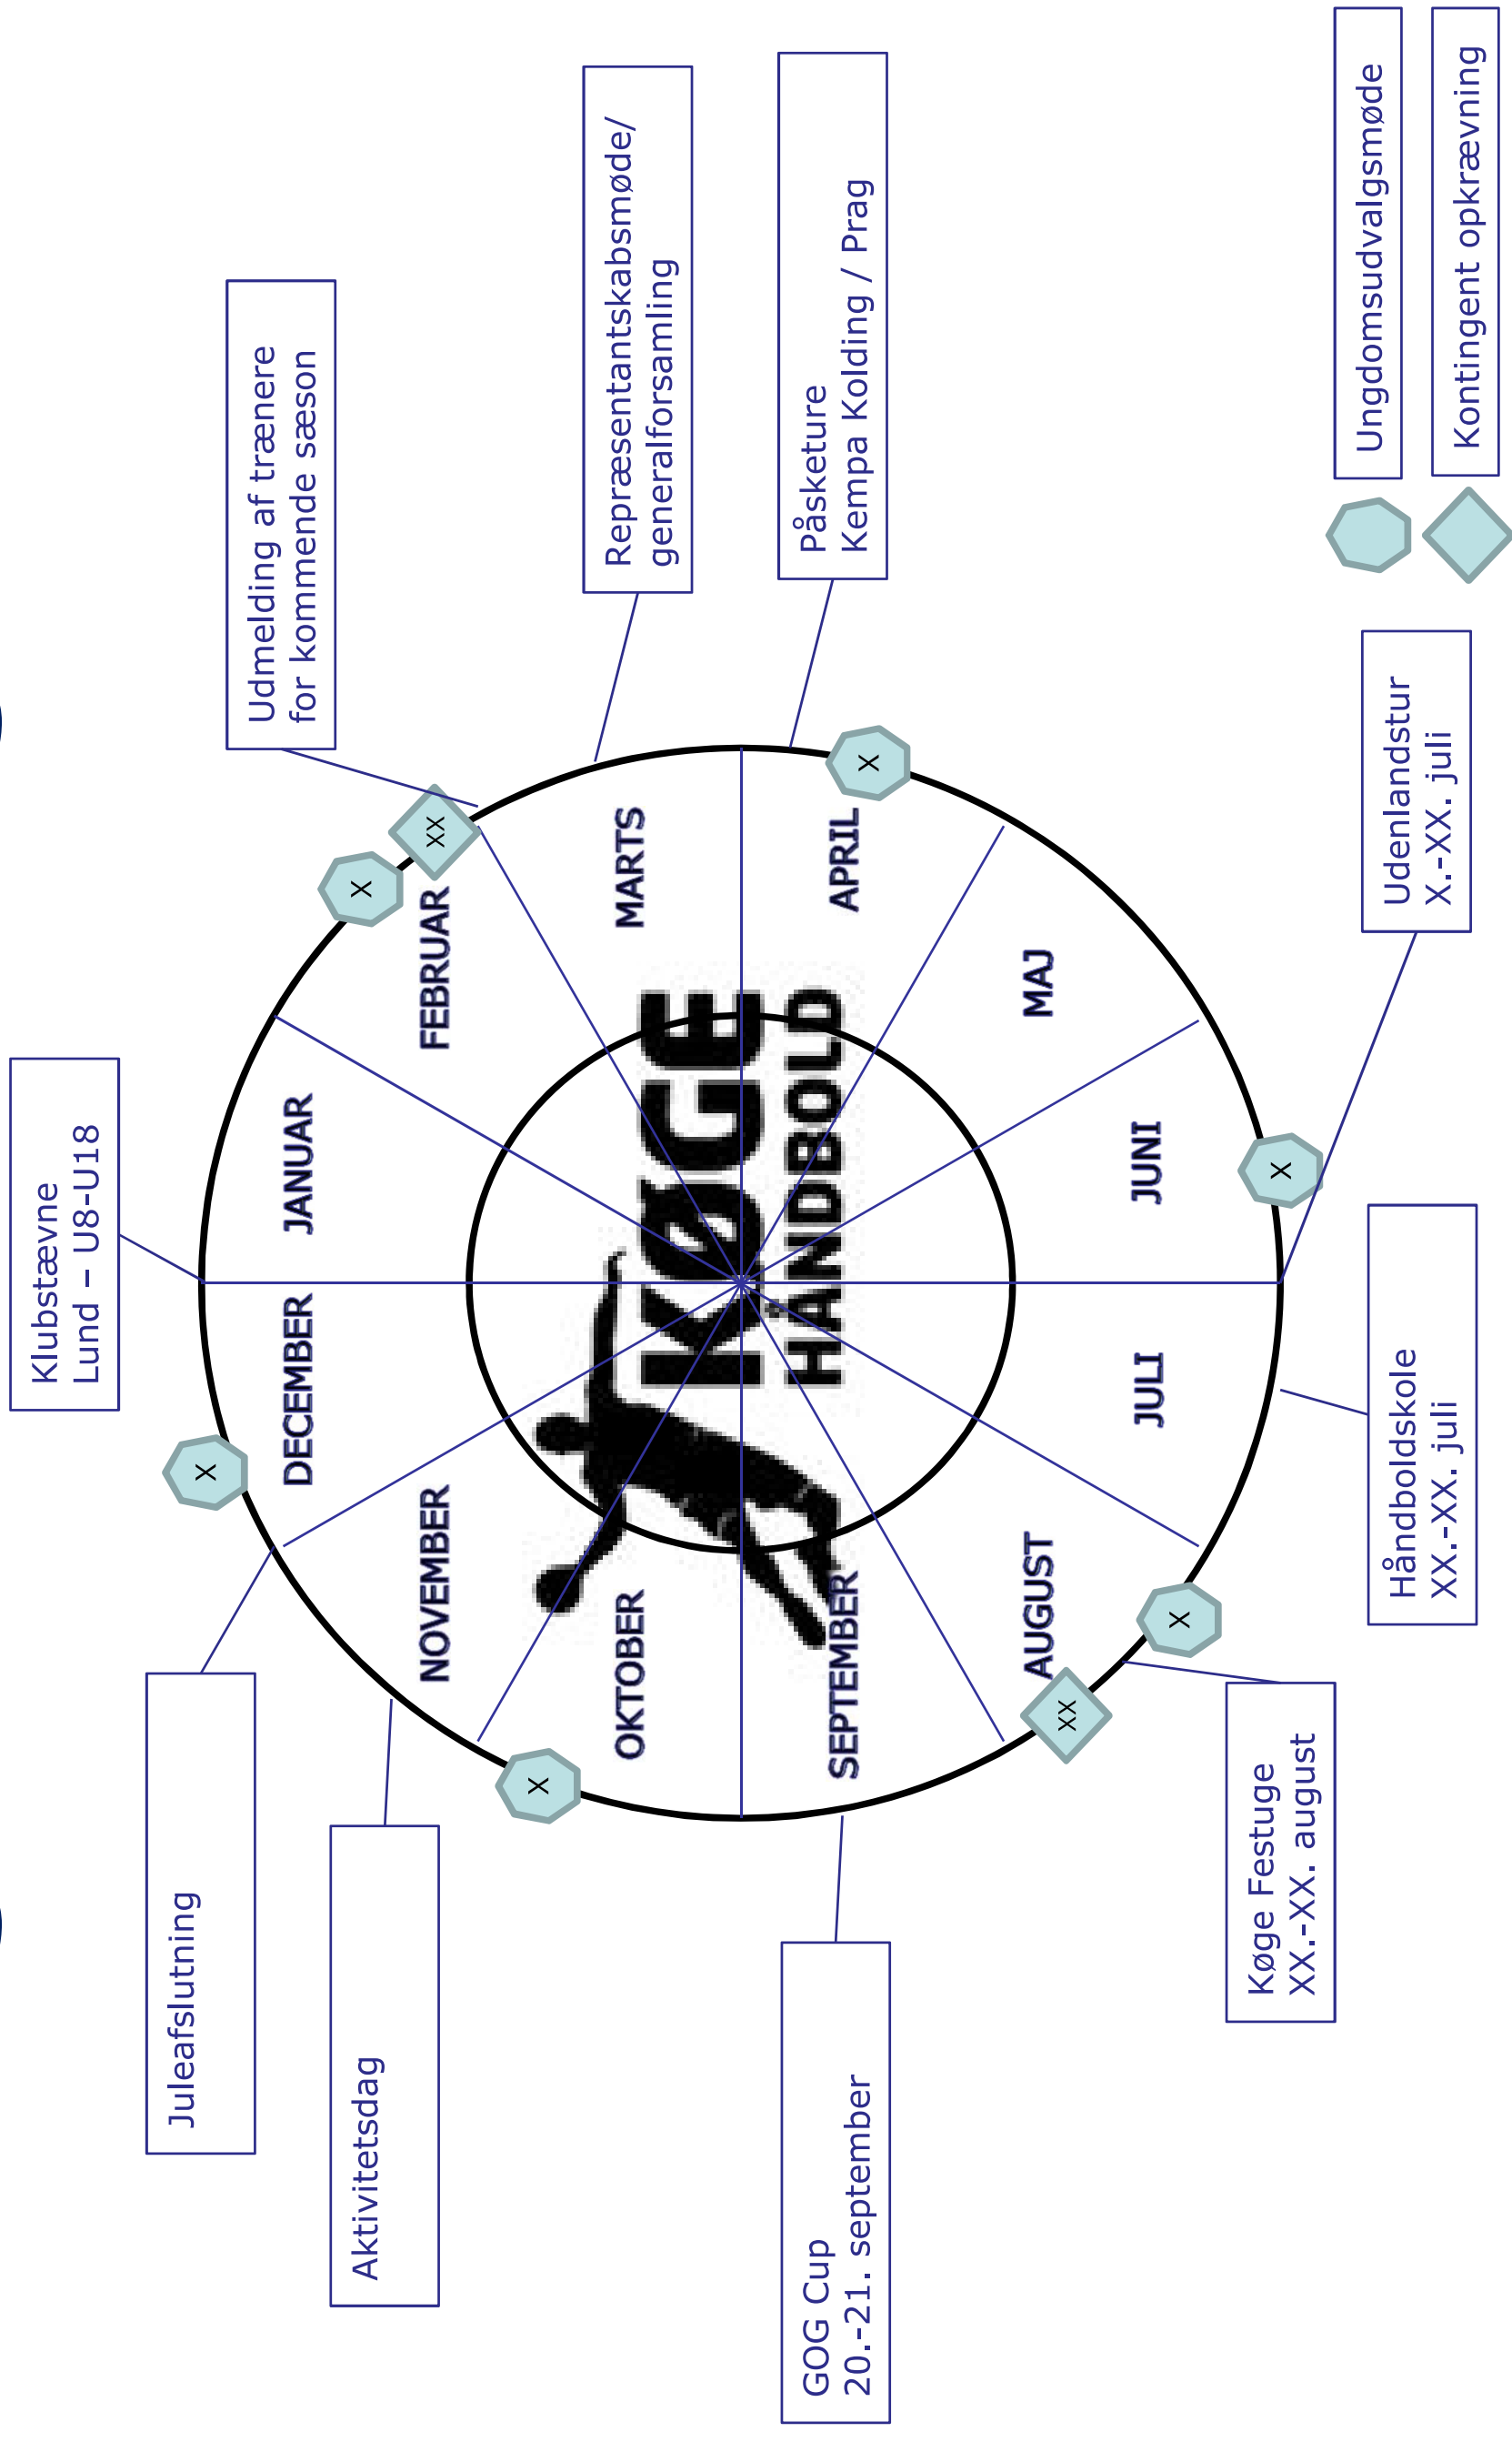 Klubstævne
Lund – U8-U18
Udmelding af trænere
for kommende sæson
Repræsentantskabsmøde/
generalforsamling
Påsketure
Kempa Kolding / Prag
Ungdomsudvalgsmøde
Kontingent opkrævning
Udenlandstur
X.-XX. juli
Håndboldskole
XX.-XX. juli
Køge Festuge
XX.-XX. august
GOG Cup
20.-21. september
Aktivitetsdag
Juleafslutning
JANUAR
FEBRUAR
MARTS
APRIL
MAJ
JUNI
JULI
AUGUST
SEPTEMBER
OKTOBER
NOVEMBER
DECEMBER
KØGE
HÅNDBOLD
X
XX
X
X
X
XX
X
X